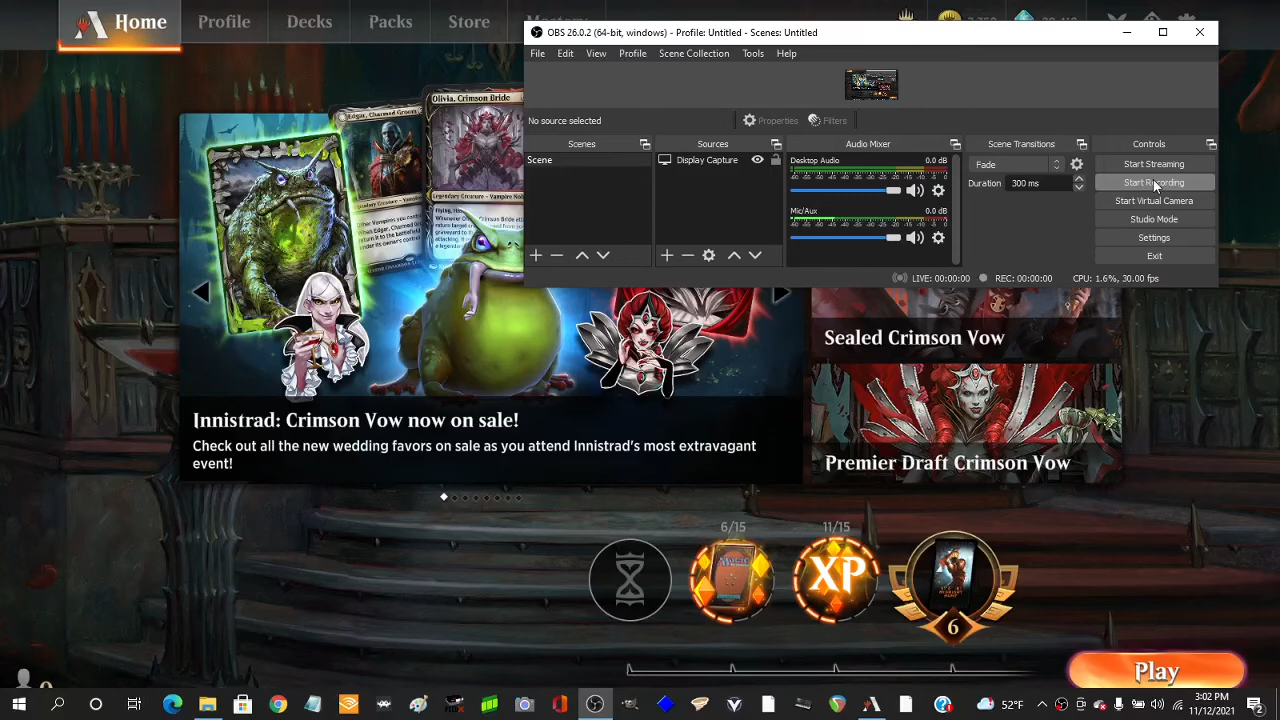 Home
Profile
Decks
Packs
Store
OBS 26.0.2 (64-bit, windows) - Profile: Untitled - Scenes: Untitled
File Edit View Profile Scene Collection Tools Help
No source selected
Properties
Filters
Scenes
Sources
Audio Mixer
Scene Transitions
Controls
Scene
Display Capture
Desktop Audio
0.0 dB
Mic/Aux
0.0 dB
Fade
Duration 300 ms
Start Streaming
Start Recording
Start Virtual Camera
Studio Mode
Settings
Exit
LIVE: 00:00:00
REC: 00:00:00
CPU: 1.6%, 30.00 fps
Edgar, Charmed Groom
Olivia, Crimson Bride
Sealed Crimson Vow
Innistrad: Crimson Vow now on sale!
Check out all the new wedding favors on sale as you attend Innistrad's most extravagant
event!
Premier Draft Crimson Vow
6/15
11/15
XP
6
Play
52°F
3:02 PM
11/12/2021
2